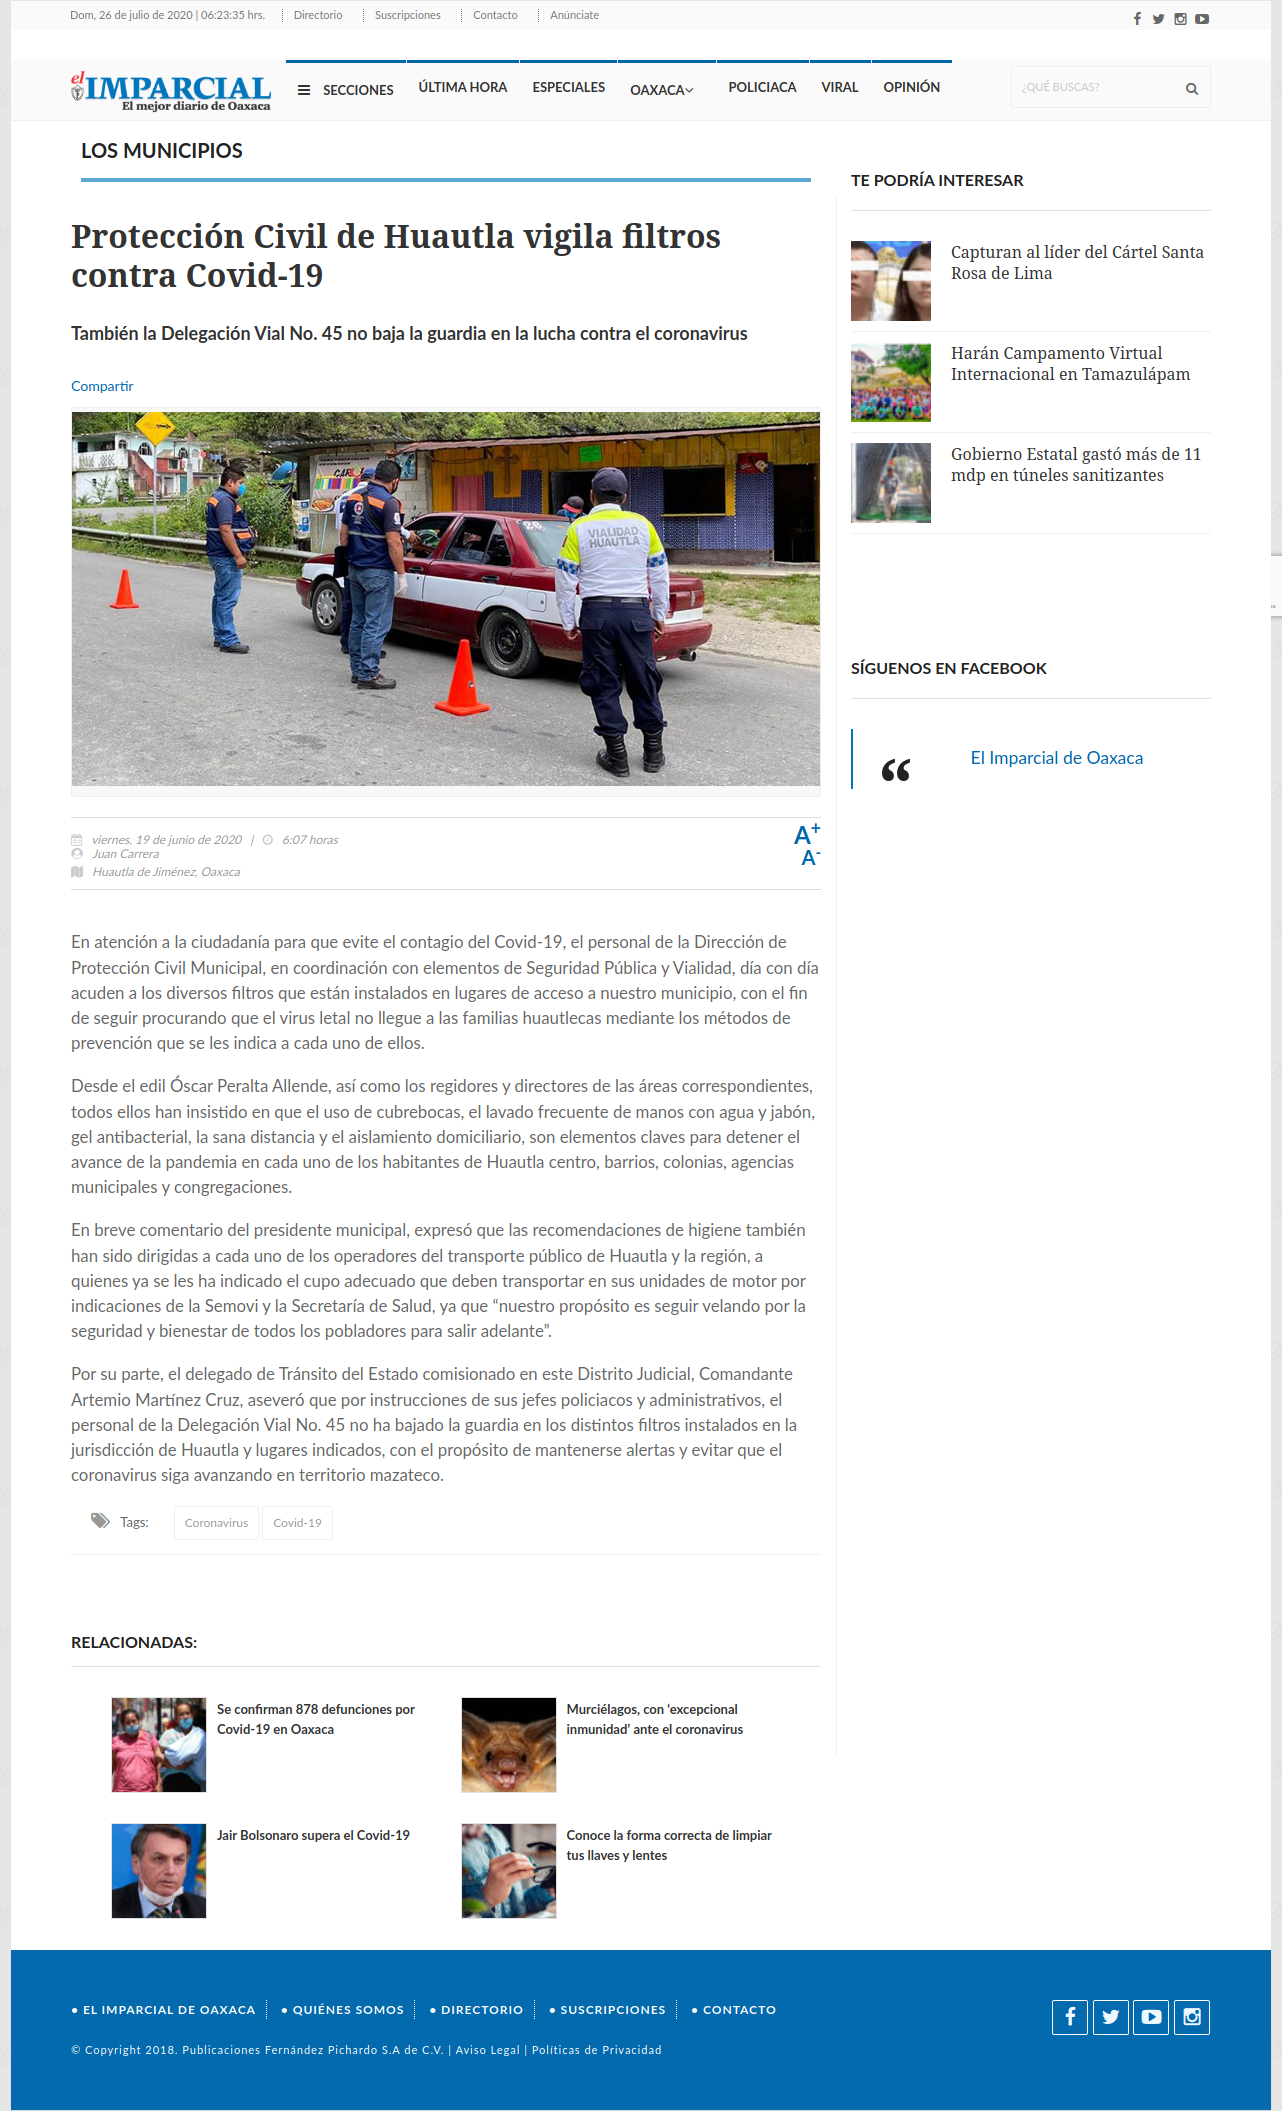 Dom, 26 de julio de 2020 | 06:23:35 hrs.
Directorio
Suscripciones
Contacto
Anúnciate
el IMPARCIAL
El mejor diario de Oaxaca
SECCIONES
ÚLTIMA HORA
ESPECIALES
OAXACA
POLICIACA
VIRAL
OPINIÓN
¿QUÉ BUSCAS?
LOS MUNICIPIOS
Protección Civil de Huautla vigila filtros
contra Covid-19
También la Delegación Vial No. 45 no baja la guardia en la lucha contra el coronavirus
Compartir
VIALIDAD
HUAUTLA
viernes, 19 de junio de 2020 | 6:07 horas
Juan Carrera
Huautla de Jiménez, Oaxaca
A+
A-
En atención a la ciudadanía para que evite el contagio del Covid-19, el personal de la Dirección de
Protección Civil Municipal, en coordinación con elementos de Seguridad Pública y Vialidad, día con día
acuden a los diversos filtros que están instalados en lugares de acceso a nuestro municipio, con el fin
de seguir procurando que el virus letal no llegue a las familias huautlecas mediante los métodos de
prevención que se les indica a cada uno de ellos.
Desde el edil Óscar Peralta Allende, así como los regidores y directores de las áreas correspondientes,
todos ellos han insistido en que el uso de cubrebocas, el lavado frecuente de manos con agua y jabón,
gel antibacterial, la sana distancia y el aislamiento domiciliario, son elementos claves para detener el
avance de la pandemia en cada uno de los habitantes de Huautla centro, barrios, colonias, agencias
municipales y congregaciones.
En breve comentario del presidente municipal, expresó que las recomendaciones de higiene también
han sido dirigidas a cada uno de los operadores del transporte público de Huautla y la región, a
quienes ya se les ha indicado el cupo adecuado que deben transportar en sus unidades de motor por
indicaciones de la Semovi y la Secretaría de Salud, ya que “nuestro propósito es seguir velando por la
seguridad y bienestar de todos los pobladores para salir adelante”.
Por su parte, el delegado de Tránsito del Estado comisionado en este Distrito Judicial, Comandante
Artemio Martínez Cruz, aseveró que por instrucciones de sus jefes policiacos y administrativos, el
personal de la Delegación Vial No. 45 no ha bajado la guardia en los distintos filtros instalados en la
jurisdicción de Huautla y lugares indicados, con el propósito de mantenerse alertas y evitar que el
coronavirus siga avanzando en territorio mazateco.
Tags:
Coronavirus
Covid-19
RELACIONADAS:
Se confirman 878 defunciones por
Covid-19 en Oaxaca
Murciélagos, con ‘excepcional
inmunidad’ ante el coronavirus
Jair Bolsonaro supera el Covid-19
Conoce la forma correcta de limpiar
tus llaves y lentes
TE PODRÍA INTERESAR
Capturan al líder del Cártel Santa
Rosa de Lima
Harán Campamento Virtual
Internacional en Tamazulápam
Gobierno Estatal gastó más de 11
mdp en túneles sanitizantes
SÍGUENOS EN FACEBOOK
“
El Imparcial de Oaxaca
● EL IMPARCIAL DE OAXACA
● QUIÉNES SOMOS
● DIRECTORIO
● SUSCRIPCIONES
● CONTACTO
© Copyright 2018. Publicaciones Fernández Pichardo S.A de C.V. | Aviso Legal | Políticas de Privacidad